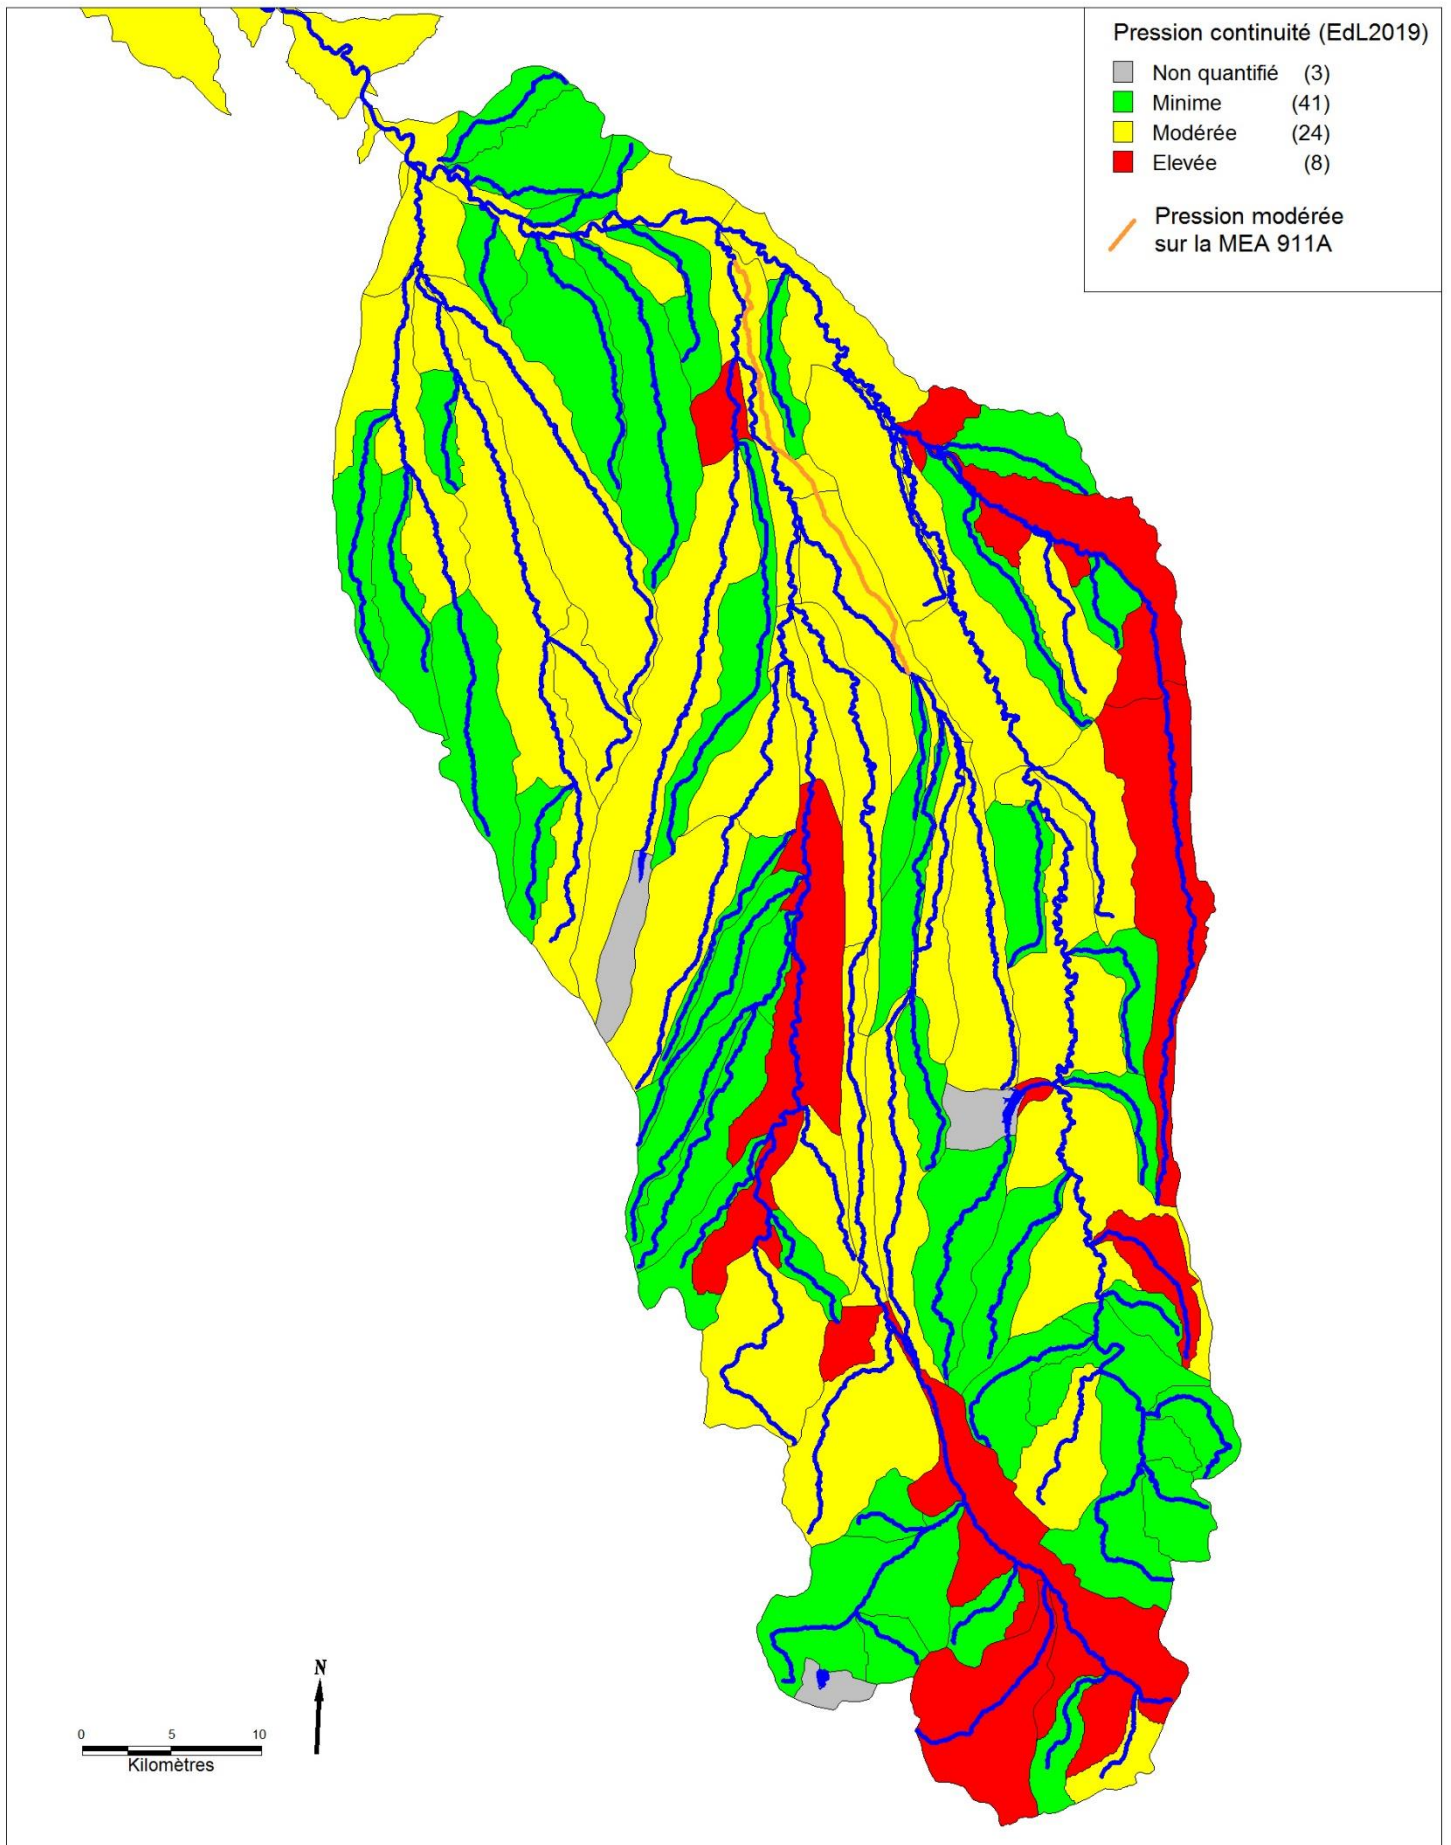 Pression continuité (EdL2019)
Non quantifié (3)
Minime (41)
Modérée (24)
Elevée (8)
Pression modérée
sur la MEA 911A
N
0 5 10
Kilomètres